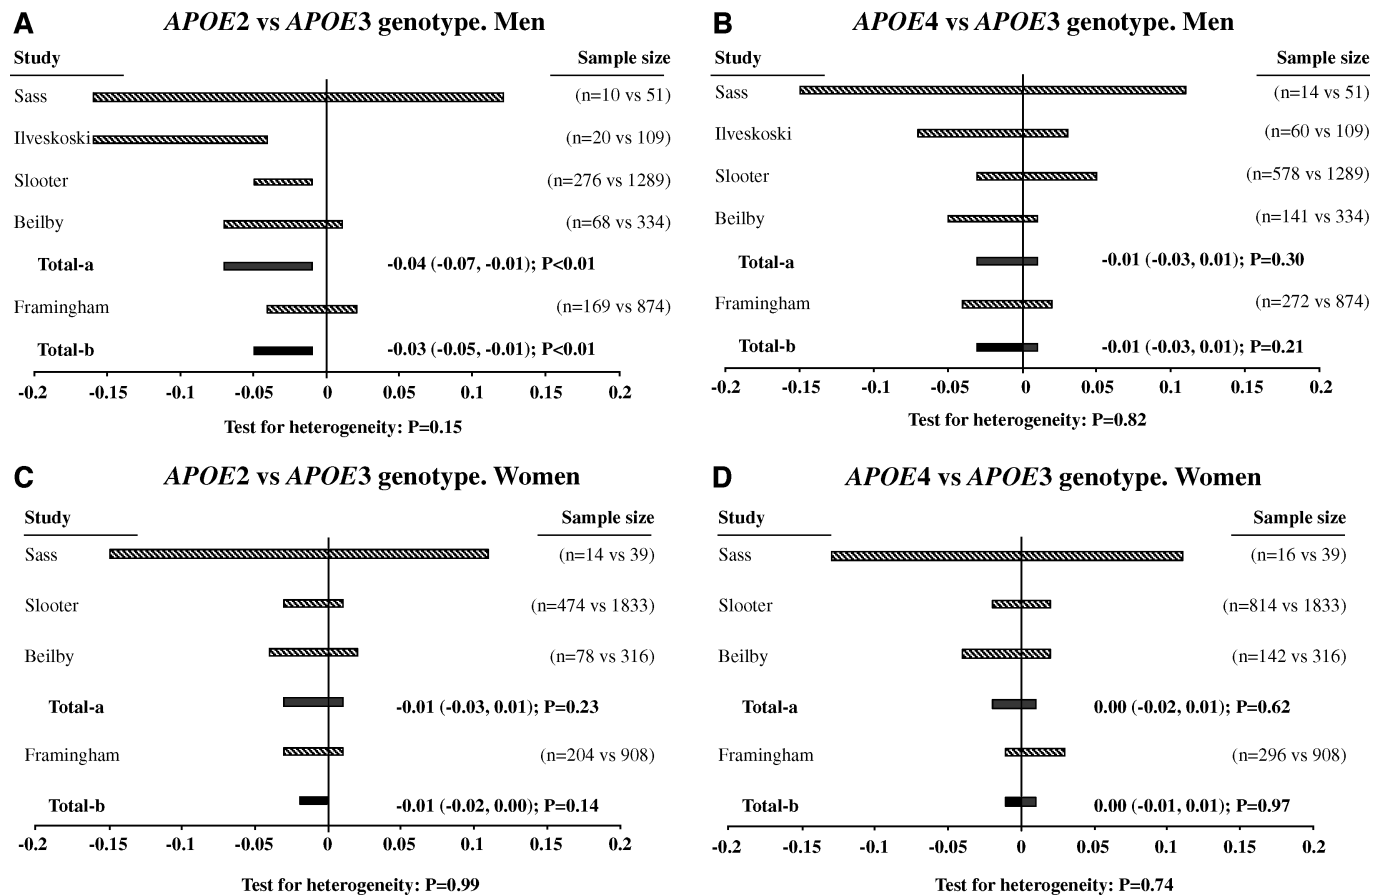 A APOE2 vs APOE3 genotype. Men
Study Sample size
Sass (n=10 vs 51)
Ilveskoski (n=20 vs 109)
Slooter (n=276 vs 1289)
Beilby (n=68 vs 334)
Total-a -0.04 (-0.07, -0.01); P<0.01
Framingham (n=169 vs 874)
Total-b -0.03 (-0.05, -0.01); P<0.01
-0.2 -0.15 -0.1 -0.05 0 0.05 0.1 0.15 0.2
Test for heterogeneity: P=0.15
B APOE4 vs APOE3 genotype. Men
Study Sample size
Sass (n=14 vs 51)
Ilveskoski (n=60 vs 109)
Slooter (n=578 vs 1289)
Beilby (n=141 vs 334)
Total-a -0.01 (-0.03, 0.01); P=0.30
Framingham (n=272 vs 874)
Total-b -0.01 (-0.03, 0.01); P=0.21
-0.2 -0.15 -0.1 -0.05 0 0.05 0.1 0.15 0.2
Test for heterogeneity: P=0.82
C APOE2 vs APOE3 genotype. Women
Study Sample size
Sass (n=14 vs 39)
Slooter (n=474 vs 1833)
Beilby (n=78 vs 316)
Total-a -0.01 (-0.03, 0.01); P=0.23
Framingham (n=204 vs 908)
Total-b -0.01 (-0.02, 0.00); P=0.14
-0.2 -0.15 -0.1 -0.05 0 0.05 0.1 0.15 0.2
Test for heterogeneity: P=0.99
D APOE4 vs APOE3 genotype. Women
Study Sample size
Sass (n=16 vs 39)
Slooter (n=814 vs 1833)
Beilby (n=142 vs 316)
Total-a 0.00 (-0.02, 0.01); P=0.62
Framingham (n=296 vs 908)
Total-b 0.00 (-0.01, 0.01); P=0.97
-0.2 -0.15 -0.1 -0.05 0 0.05 0.1 0.15 0.2
Test for heterogeneity: P=0.74